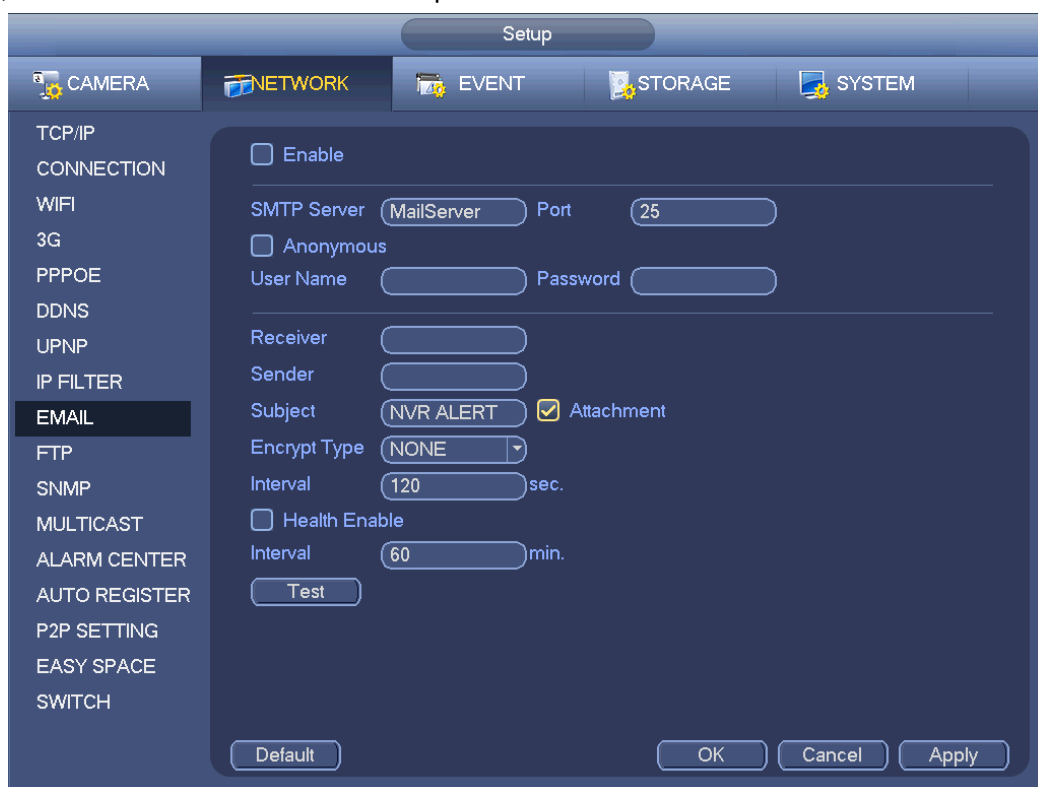 Setup
CAMERA NETWORK EVENT STORAGE SYSTEM
TCP/IP
CONNECTION
WIFI
3G
PPPOE
DDNS
UPNP
IP FILTER
EMAIL
FTP
SNMP
MULTICAST
ALARM CENTER
AUTO REGISTER
P2P SETTING
EASY SPACE
SWITCH
Enable
SMTP Server MailServer Port 25
Anonymous
User Name Password
Receiver
Sender
Subject NVR ALERT Attachment
Encrypt Type NONE
Interval 120 sec.
Health Enable
Interval 60 min.
Test
Default OK Cancel Apply